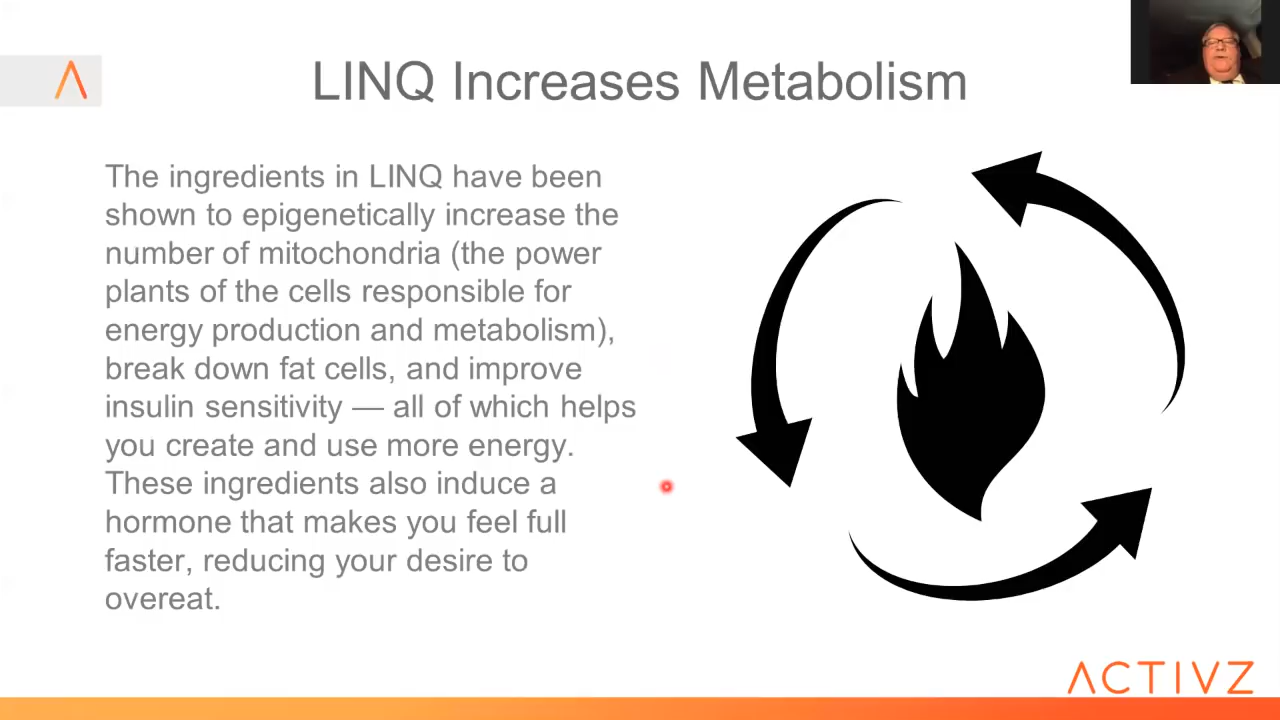 LINQ Increases Metabolism
The ingredients in LINQ have been
shown to epigenetically increase the
number of mitochondria (the power
plants of the cells responsible for
energy production and metabolism),
break down fat cells, and improve
insulin sensitivity — all of which helps
you create and use more energy.
These ingredients also induce a
hormone that makes you feel full
faster, reducing your desire to
overeat.
ACTIVZ